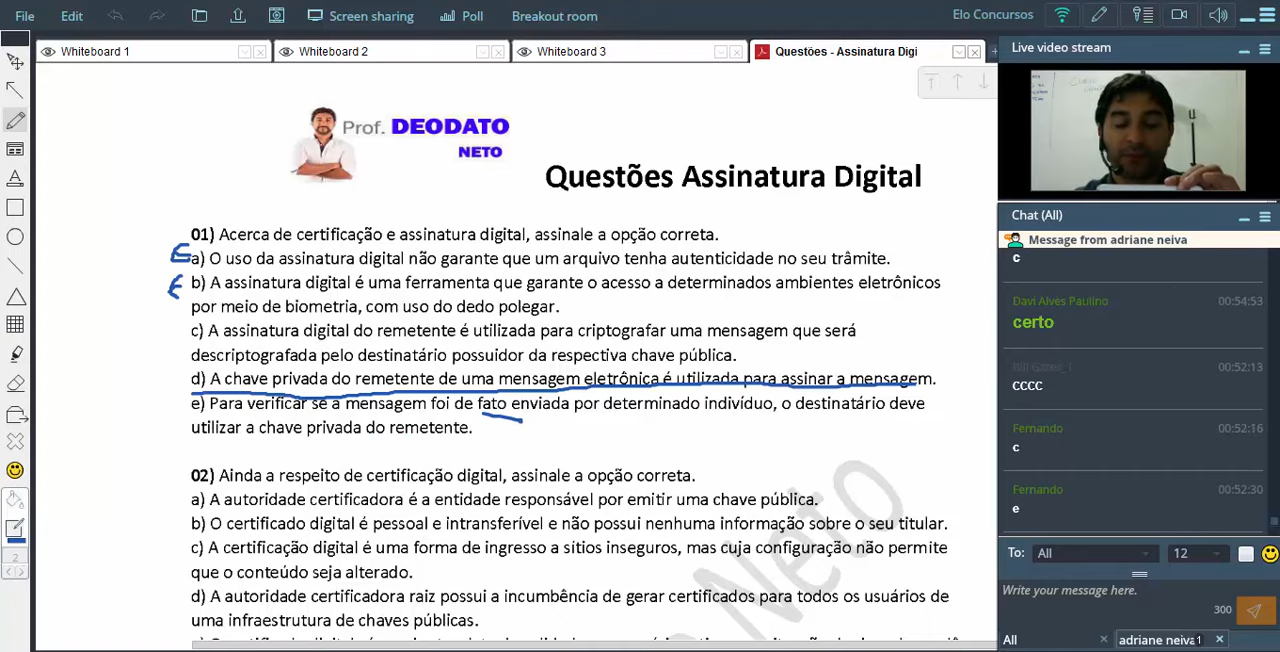 File Edit Screen sharing Poll Breakout room Elo Concursos
Whiteboard 1 Whiteboard 2 Whiteboard 3 Questões - Assinatura Digi
Live video stream
Prof. DEODATO
NETO
Questões Assinatura Digital
01) Acerca de certificação e assinatura digital, assinale a opção correta.
E a) O uso da assinatura digital não garante que um arquivo tenha autenticidade no seu trâmite.
E b) A assinatura digital é uma ferramenta que garante o acesso a determinados ambientes eletrônicos
por meio de biometria, com uso do dedo polegar.
c) A assinatura digital do remetente é utilizada para criptografar uma mensagem que será
descriptografada pelo destinatário possuidor da respectiva chave pública.
d) A chave privada do remetente de uma mensagem eletrônica é utilizada para assinar a mensagem.
e) Para verificar se a mensagem foi de fato enviada por determinado indivíduo, o destinatário deve
utilizar a chave privada do remetente.
02) Ainda a respeito de certificação digital, assinale a opção correta.
a) A autoridade certificadora é a entidade responsável por emitir uma chave pública.
b) O certificado digital é pessoal e intransferível e não possui nenhuma informação sobre o seu titular.
c) A certificação digital é uma forma de ingresso a sítios inseguros, mas cuja configuração não permite
que o conteúdo seja alterado.
d) A autoridade certificadora raiz possui a incumbência de gerar certificados para todos os usuários de
uma infraestrutura de chaves públicas.
Neto
2
Chat (All)
Message from adriane neiva
c
Davi Alves Paulino 00:54:53
certo
Bill Gates_I 00:52:13
CCCC
Fernando 00:52:16
c
Fernando 00:52:30
e
To: All 12
Write your message here.
300
All adriane neiva1